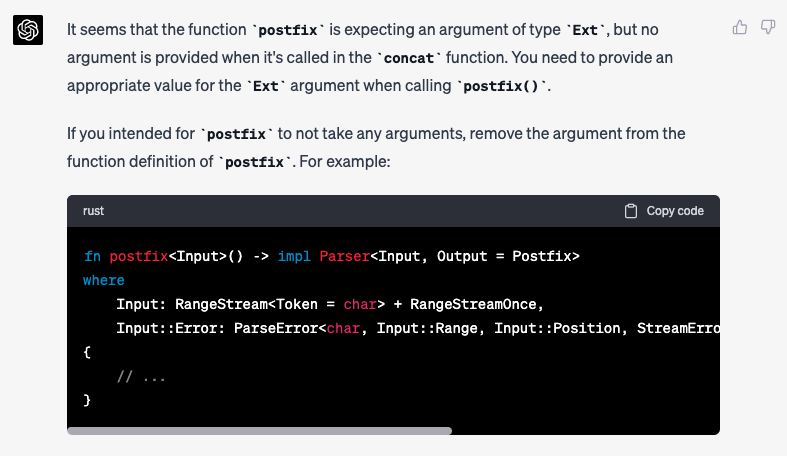 It seems that the function `postfix` is expecting an argument of type `Ext`, but no
argument is provided when it's called in the `concat` function. You need to provide an
appropriate value for the `Ext` argument when calling `postfix()`.
If you intended for `postfix` to not take any arguments, remove the argument from the
function definition of `postfix`. For example:
rust
Copy code
fn postfix<Input>() -> impl Parser<Input, Output = Postfix>
where
    Input: RangeStream<Token = char> + RangeStreamOnce,
    Input::Error: ParseError<char, Input::Range, Input::Position, StreamErro
{
    // ...
}